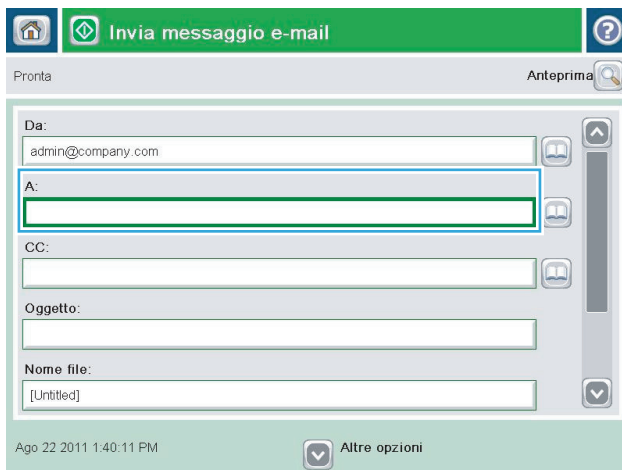 Invia messaggio e-mail
Pronta
Anteprima
Da:
admin@company.com
A:
CC:
Oggetto:
Nome file:
[Untitled]
Ago 22 2011 1:40:11 PM
Altre opzioni